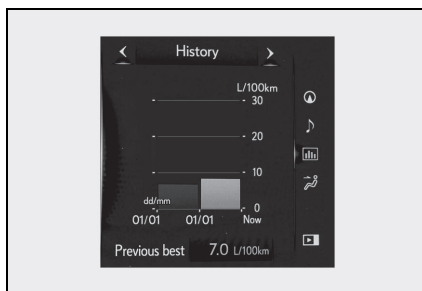 History
L/100km
30
20
10
dd/mm
0
01/01 01/01 Now
Previous best 7.0 L/100km